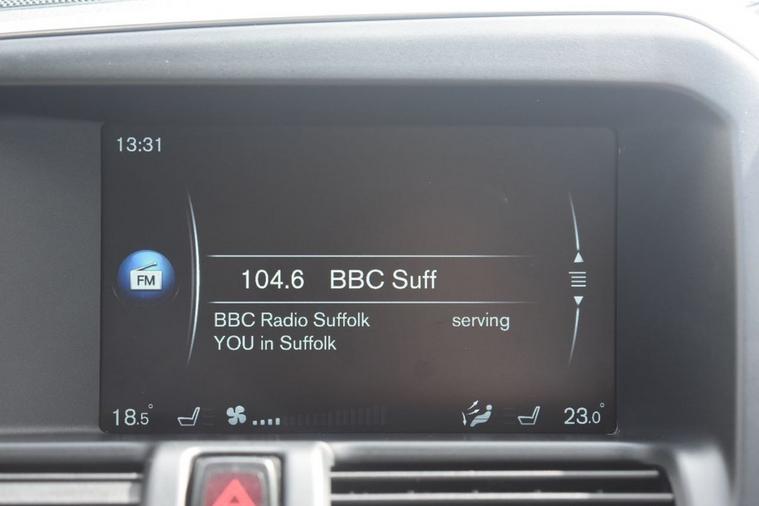 13:31
FM
104.6 BBC Suff
BBC Radio Suffolk serving
YOU in Suffolk
18.5° 23.0°